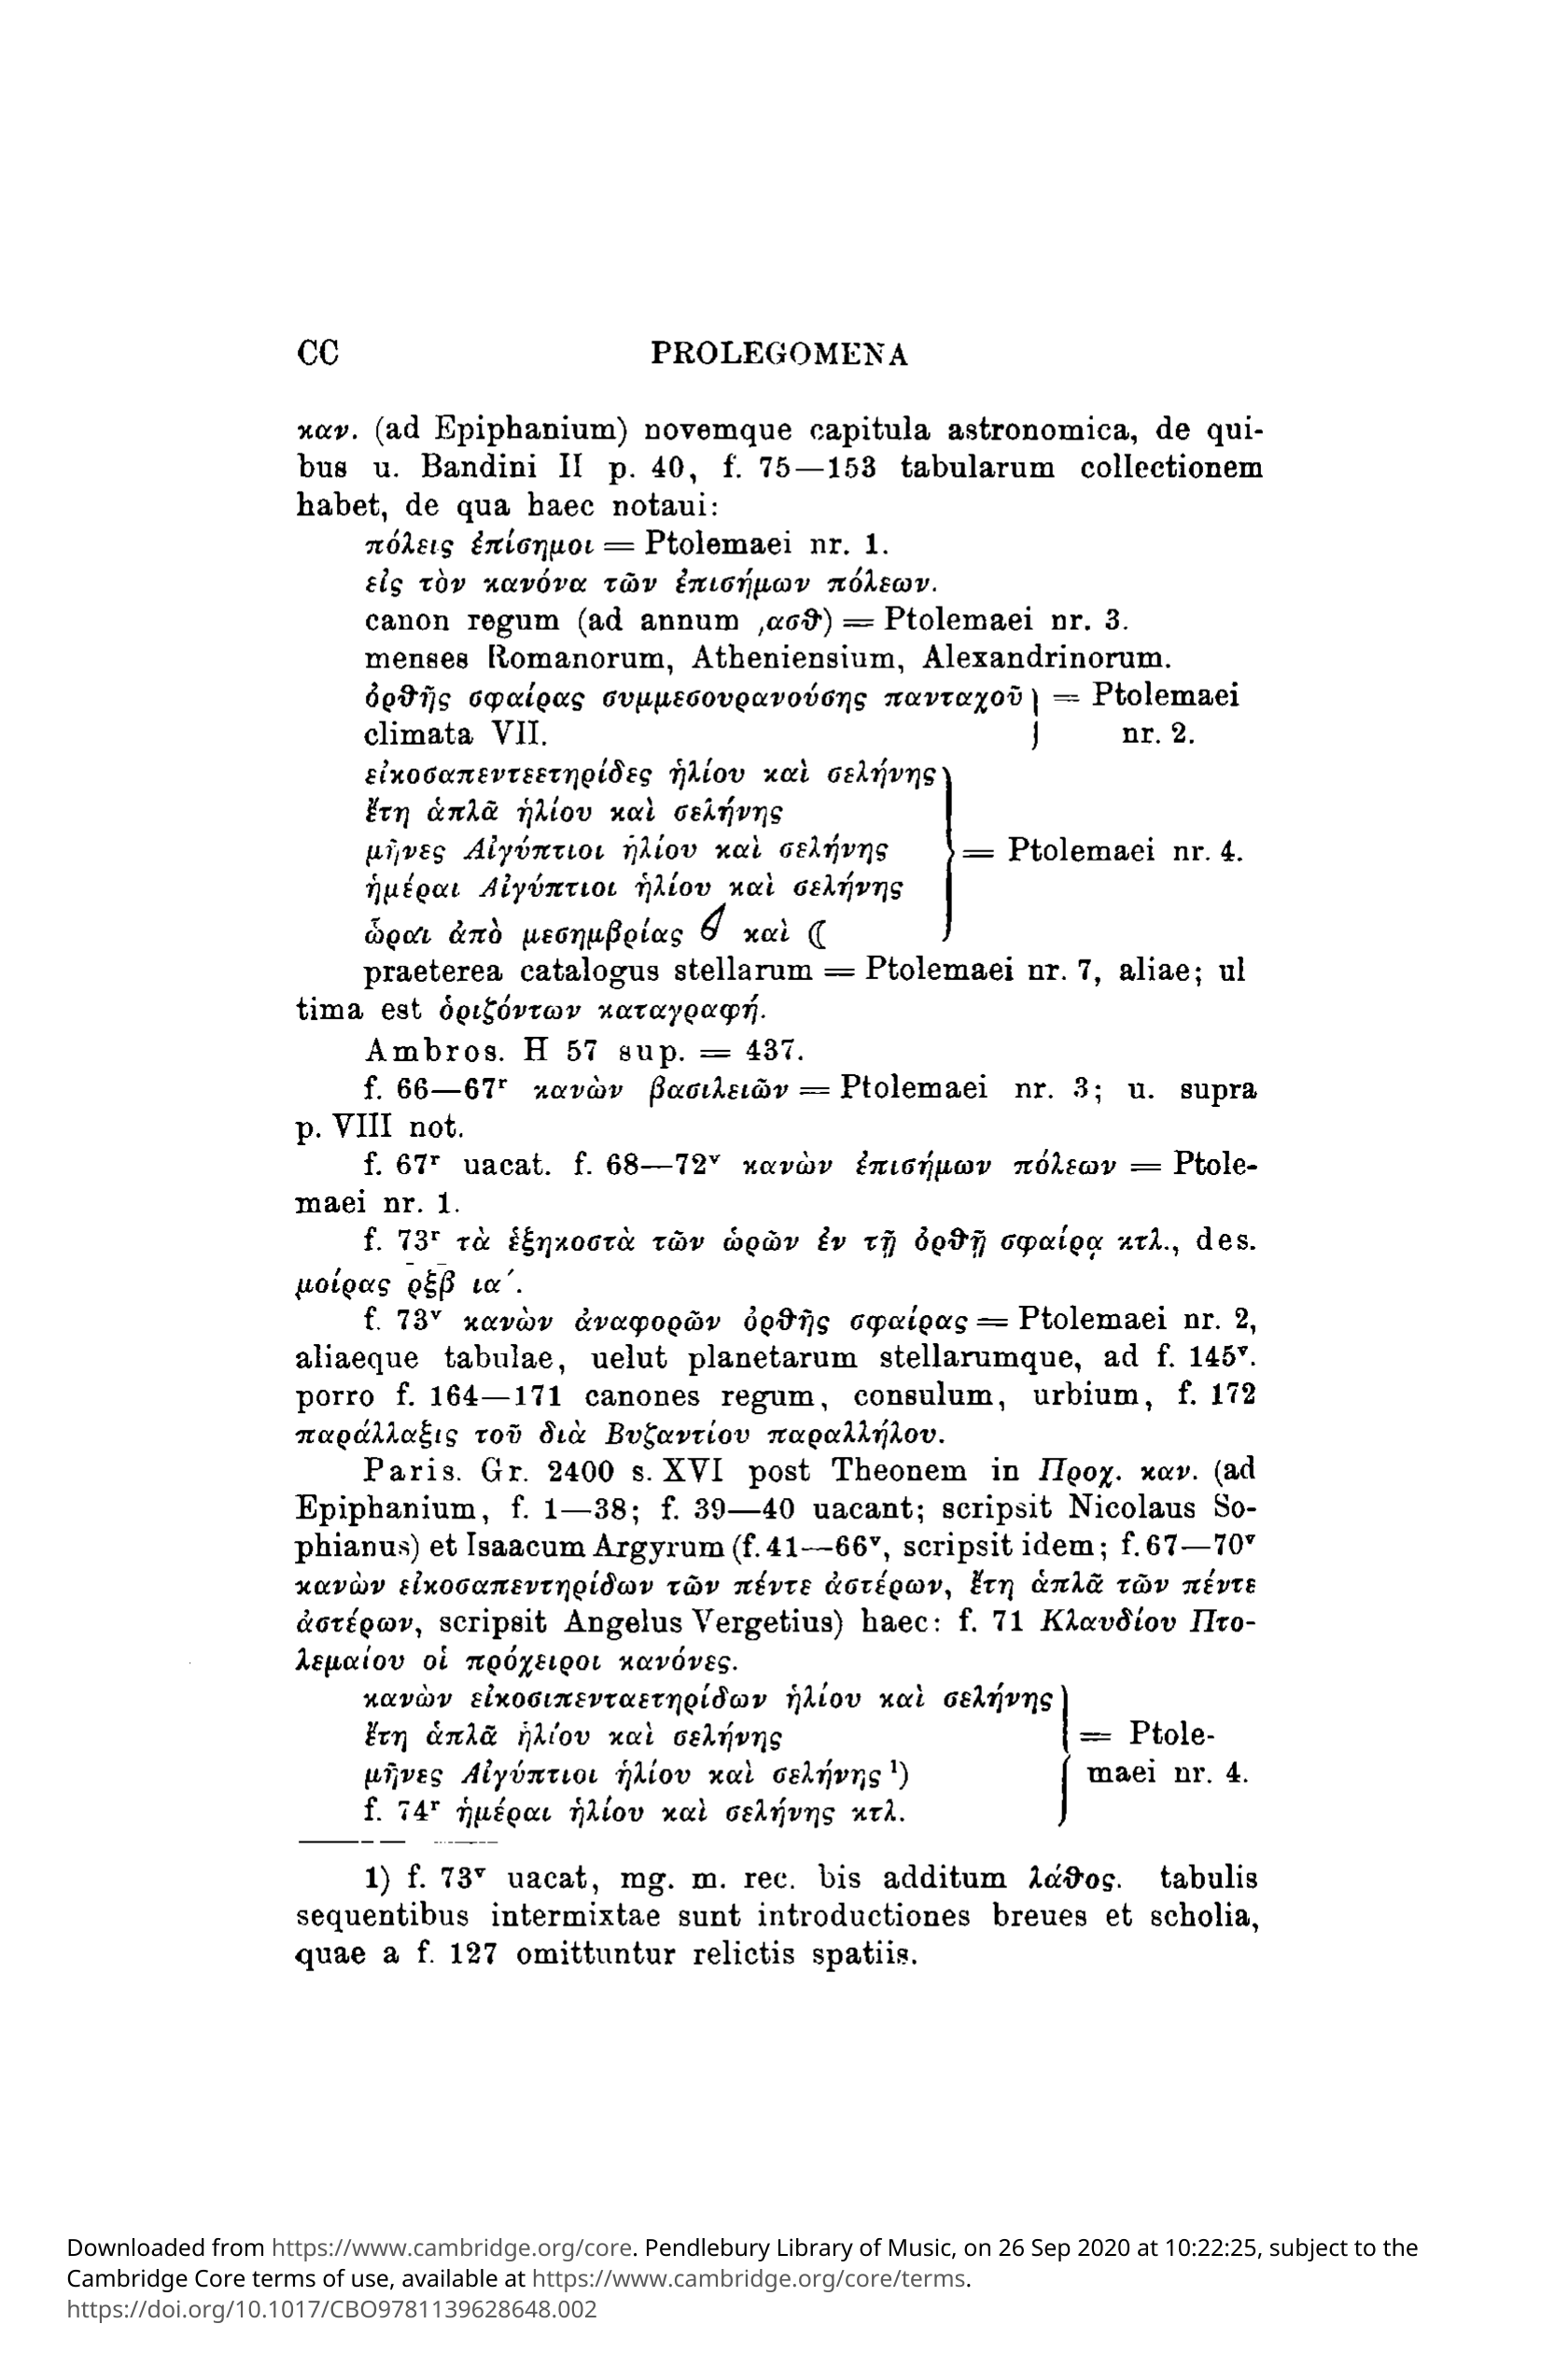 CC PROLEGOMENA
καν. (ad Epiphanium) novemque capitula astronomica, de qui-
bus u. Bandini II p. 40, f. 75—153 tabularum collectionem
habet, de qua haec notaui:
πόλεις ἐπίσημοι = Ptolemaei nr. 1.
εἰς τὸν κανόνα τῶν ἐπισήμων πόλεων.
canon regum (ad annum ͵ασϑ) = Ptolemaei nr. 3.
menses Romanorum, Atheniensium, Alexandrinorum.
ὀρϑῆς σφαίρας συμμεσουρανούσης πανταχοῦ } = Ptolemaei
climata VII. nr. 2.
εἰκοσαπεντεετηρίδες ἡλίου καὶ σελήνης
ἔτη ἁπλᾶ ἡλίου καὶ σελήνης
μῆνες Αἰγύπτιοι ἡλίου καὶ σελήνης } = Ptolemaei nr. 4.
ἡμέραι Αἰγύπτιοι ἡλίου καὶ σελήνης
ὧραι ἀπὸ μεσημβρίας καὶ ☾
praeterea catalogus stellarum = Ptolemaei nr. 7, aliae; ul
tima est ὁριζόντων καταγραφή.
Ambros. H 57 sup. = 437.
f. 66—67ʳ κανὼν βασιλειῶν = Ptolemaei nr. 3; u. supra
p. VIII not.
f. 67ʳ uacat. f. 68—72ᵛ κανὼν ἐπισήμων πόλεων = Ptole-
maei nr. 1.
f. 73ʳ τὰ ἑξηκοστὰ τῶν ὡρῶν ἐν τῇ ὀρϑῇ σφαίρᾳ κτλ., des.
μοίρας ρ̅ξ̅β̅ ια´.
f. 73ᵛ κανὼν ἀναφορῶν ὀρϑῆς σφαίρας = Ptolemaei nr. 2,
aliaeque tabulae, uelut planetarum stellarumque, ad f. 145ᵛ.
porro f. 164—171 canones regum, consulum, urbium, f. 172
παράλλαξις τοῦ διὰ Βυζαντίου παραλλήλου.
Paris. Gr. 2400 s. XVI post Theonem in Προχ. καν. (ad
Epiphanium, f. 1—38; f. 39—40 uacant; scripsit Nicolaus So-
phianus) et Isaacum Argyrum (f. 41—66ᵛ, scripsit idem; f. 67—70ᵛ
κανὼν εἰκοσαπεντηρίδων τῶν πέντε ἀστέρων, ἔτη ἁπλᾶ τῶν πέντε
ἀστέρων, scripsit Angelus Vergetius) haec: f. 71 Κλαυδίου Πτο-
λεμαίου οἱ πρόχειροι κανόνες.
κανὼν εἰκοσιπενταετηρίδων ἡλίου καὶ σελήνης
ἔτη ἁπλᾶ ἡλίου καὶ σελήνης } = Ptole-
μῆνες Αἰγύπτιοι ἡλίου καὶ σελήνης ¹) maei nr. 4.
f. 74ʳ ἡμέραι ἡλίου καὶ σελήνης κτλ.
1) f. 73ᵛ uacat, mg. m. rec. bis additum λάϑος. tabulis
sequentibus intermixtae sunt introductiones breues et scholia,
quae a f. 127 omittuntur relictis spatiis.
Downloaded from https://www.cambridge.org/core. Pendlebury Library of Music, on 26 Sep 2020 at 10:22:25, subject to the
Cambridge Core terms of use, available at https://www.cambridge.org/core/terms.
https://doi.org/10.1017/CBO9781139628648.002